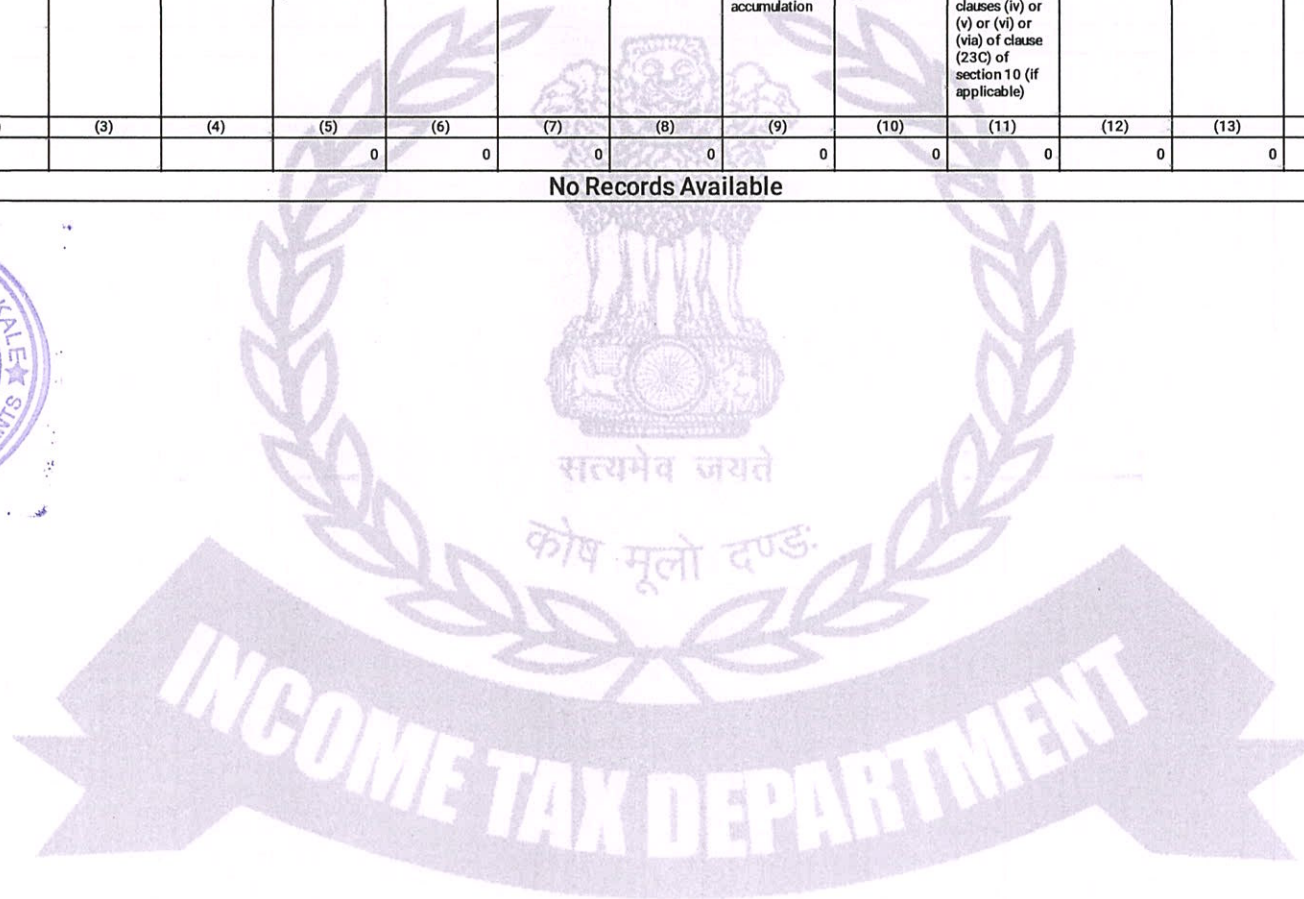 accumulation
clauses (iv) or
(v) or (vi) or
(via) of clause
(23C) of
section 10 (if
applicable)
(3) (4) (5) (6) (7) (8) (9) (10) (11) (12) (13)
0 0 0 0 0 0 0 0 0
No Records Available
KALE
NTS
सत्यमेव जयते
कोष मूलो दण्ड:
INCOME TAX DEPARTMENT